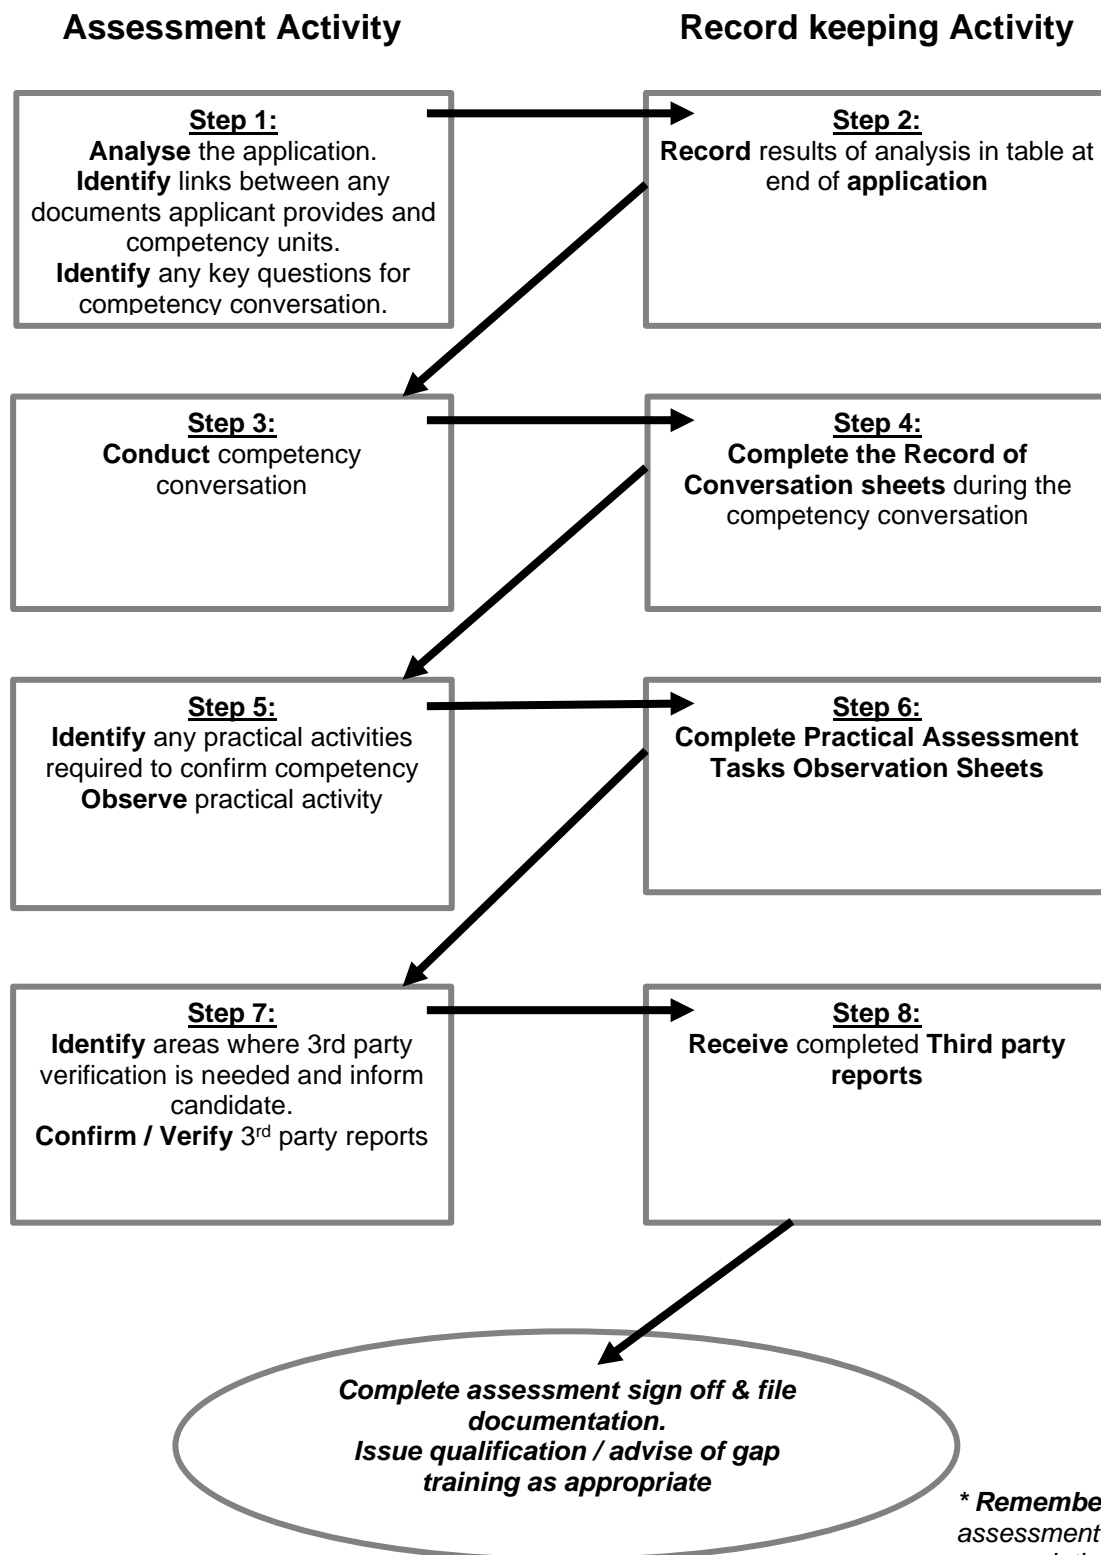 Assessment Activity
Record keeping Activity
Step 1:
Analyse the application.
Identify links between any
documents applicant provides and
competency units.
Identify any key questions for
competency conversation.
Step 2:
Record results of analysis in table at
end of application
Step 3:
Conduct competency
conversation
Step 4:
Complete the Record of
Conversation sheets during the
competency conversation
Step 5:
Identify any practical activities
required to confirm competency
Observe practical activity
Step 6:
Complete Practical Assessment
Tasks Observation Sheets
Step 7:
Identify areas where 3rd party
verification is needed and inform
candidate.
Confirm / Verify 3rd party reports
Step 8:
Receive completed Third party
reports
Complete assessment sign off & file
documentation.
Issue qualification / advise of gap
training as appropriate
* Remembe
assessment